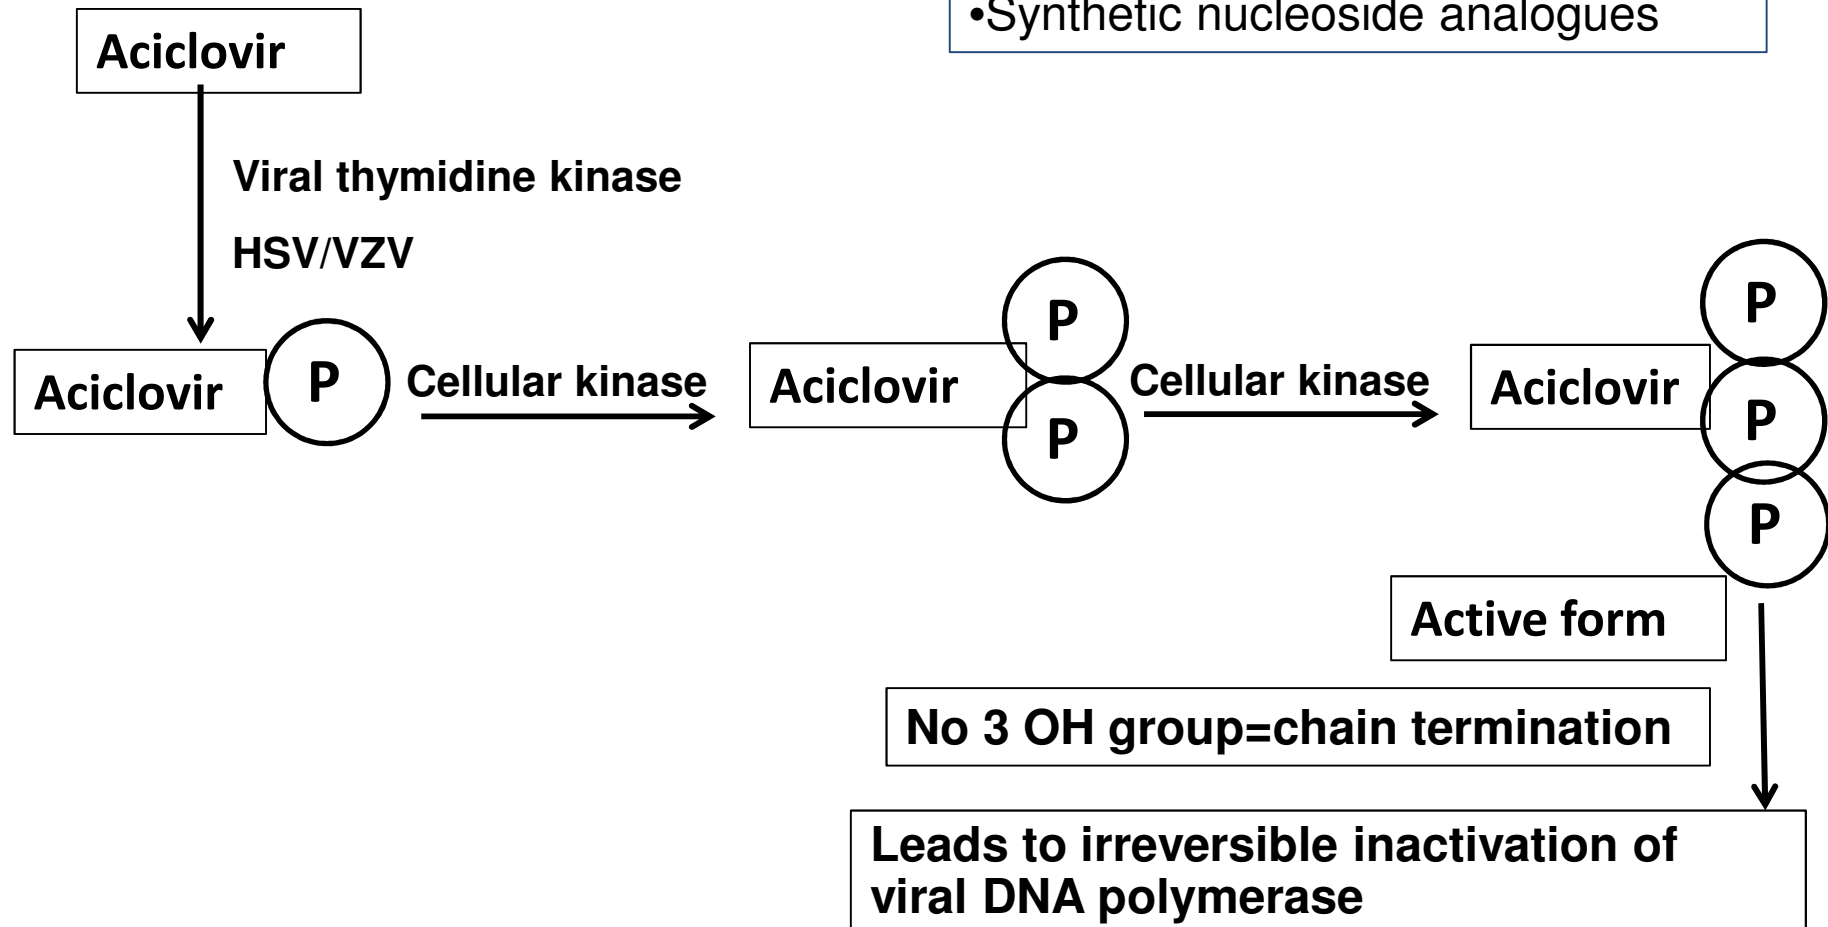 •Synthetic nucleoside analogues
Aciclovir
Viral thymidine kinase
HSV/VZV
Aciclovir
P
Cellular kinase
Aciclovir
P
P
Cellular kinase
Aciclovir
P
P
P
Active form
No 3 OH group=chain termination
Leads to irreversible inactivation of
viral DNA polymerase